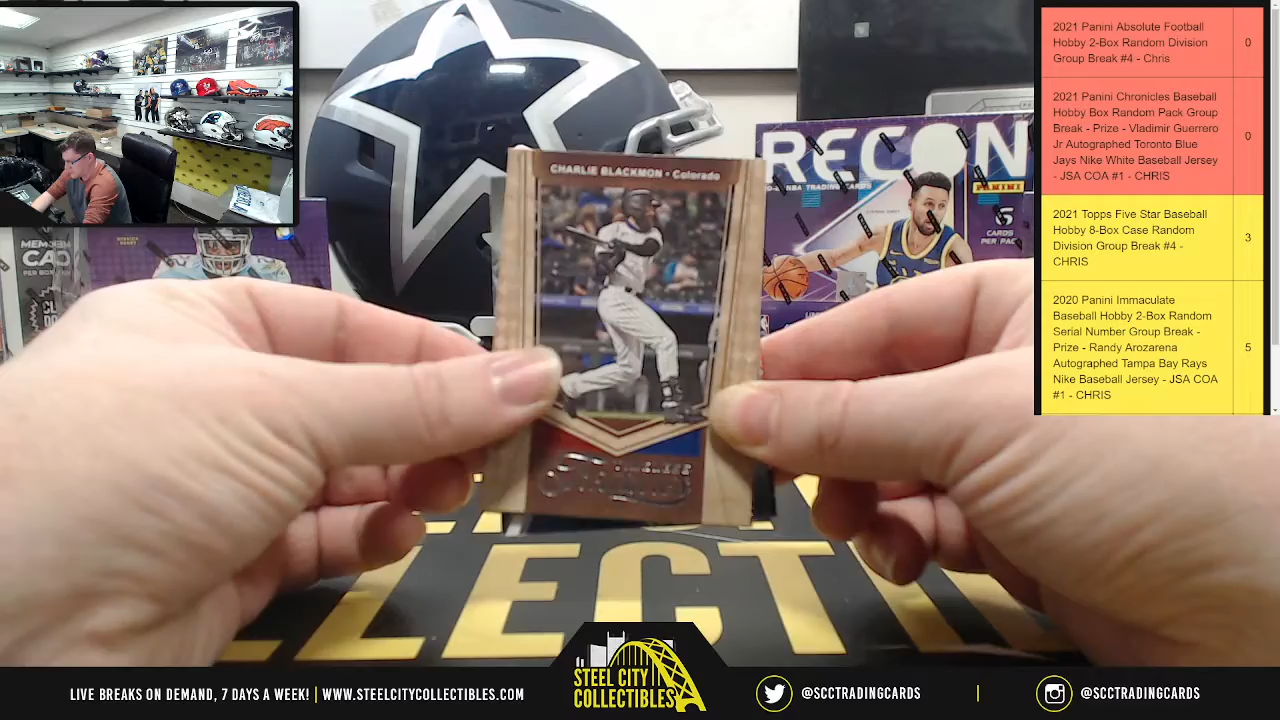 CHARLIE BLACKMON • Colorado
RECON
NBA TRADING CARDS
PANINI
5
CARDS
PER PACK
LECT
2021 Panini Absolute Football
Hobby 2-Box Random Division
Group Break #4 - Chris
0
2021 Panini Chronicles Baseball
Hobby Box Random Pack Group
Break - Prize - Vladimir Guerrero
Jr Autographed Toronto Blue
Jays Nike White Baseball Jersey
- JSA COA #1 - CHRIS
0
2021 Topps Five Star Baseball
Hobby 8-Box Case Random
Division Group Break #4 -
CHRIS
3
2020 Panini Immaculate
Baseball Hobby 2-Box Random
Serial Number Group Break -
Prize - Randy Arozarena
Autographed Tampa Bay Rays
Nike Baseball Jersey - JSA COA
#1 - CHRIS
5
LIVE BREAKS ON DEMAND, 7 DAYS A WEEK! | WWW.STEELCITYCOLLECTIBLES.COM
STEEL CITY
COLLECTIBLES
@SCCTRADINGCARDS
@SCCTRADINGCARDS